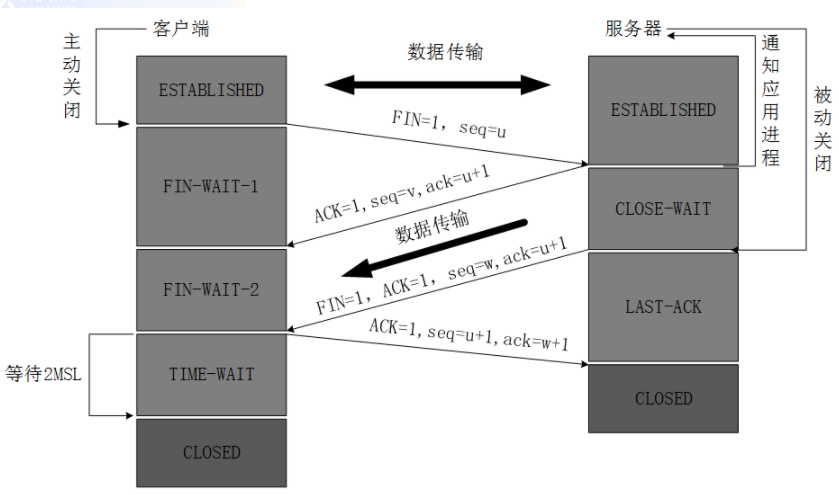 客户端
服务器
主动关闭
数据传输
通知应用进程
被动关闭
ESTABLISHED
ESTABLISHED
FIN=1, seq=u
FIN-WAIT-1
ACK=1,seq=v,ack=u+1
CLOSE-WAIT
数据传输
FIN-WAIT-2
FIN=1, ACK=1, seq=w,ack=u+1
LAST-ACK
ACK=1,seq=u+1,ack=w+1
等待2MSL
TIME-WAIT
CLOSED
CLOSED